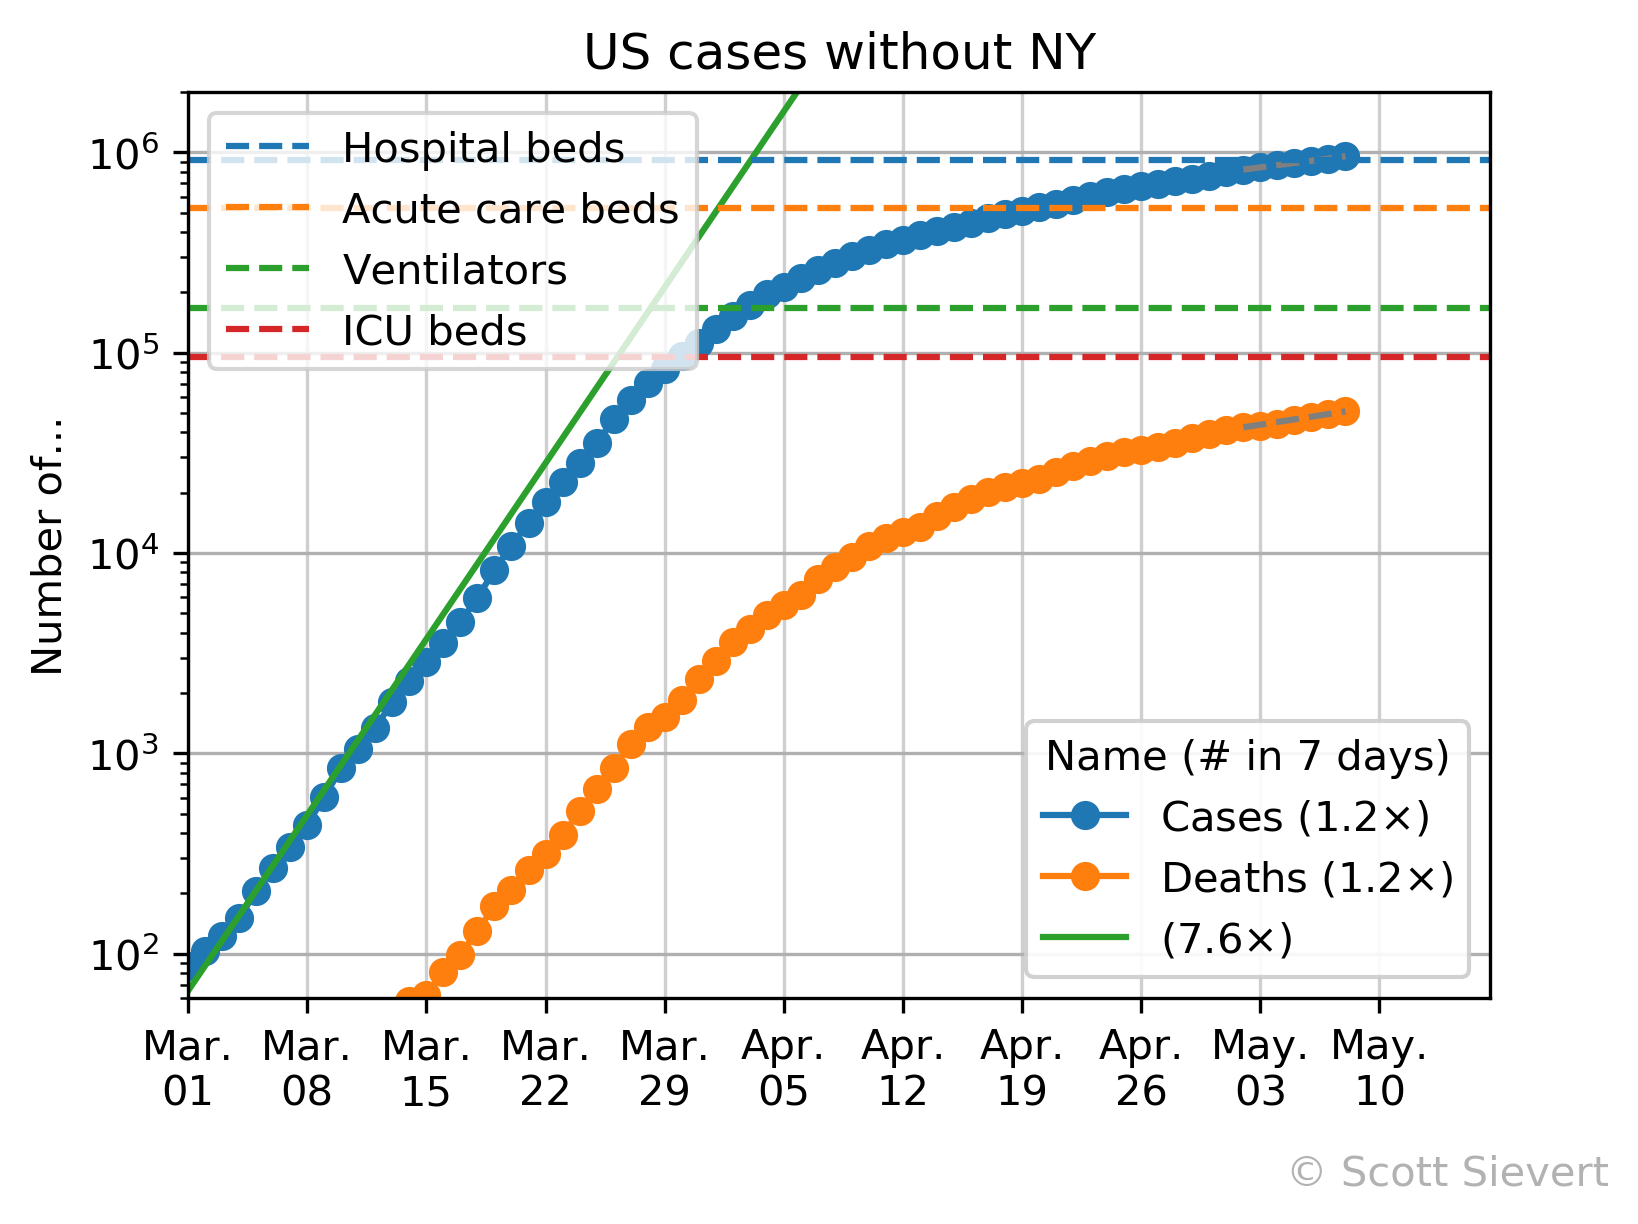 US cases without NY
Hospital beds
Acute care beds
Ventilators
ICU beds
10⁶
10⁵
10⁴
10³
10²
Number of...
Name (# in 7 days)
Cases (1.2×)
Deaths (1.2×)
(7.6×)
Mar. Mar. Mar. Mar. Mar. Apr. Apr. Apr. Apr. May. May.
01 08 15 22 29 05 12 19 26 03 10
© Scott Sievert